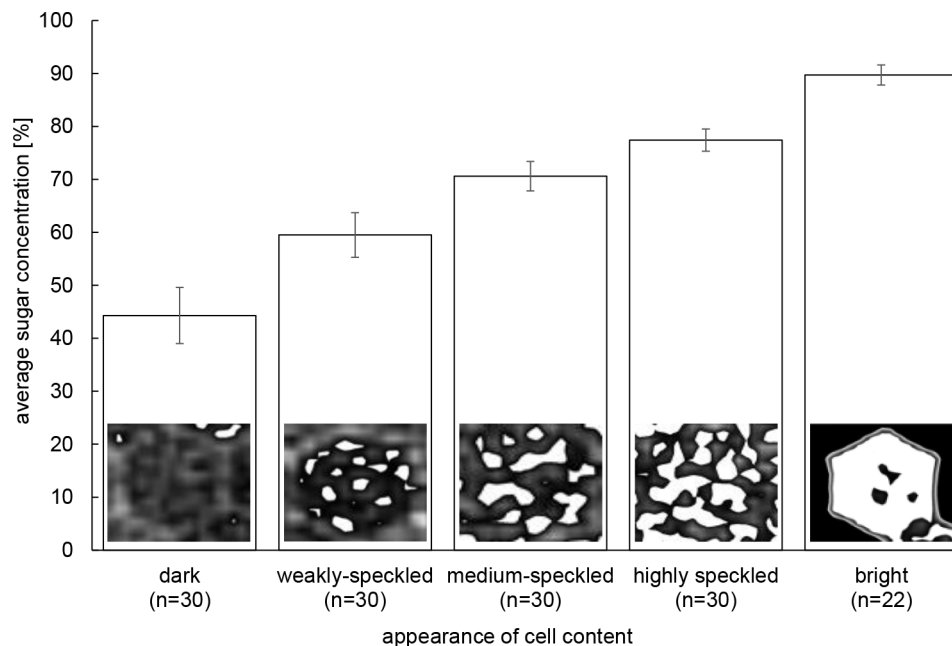 average sugar concentration [%]
100
90
80
70
60
50
40
30
20
10
0
dark weakly-speckled medium-speckled highly speckled bright
(n=30) (n=30) (n=30) (n=30) (n=22)
appearance of cell content